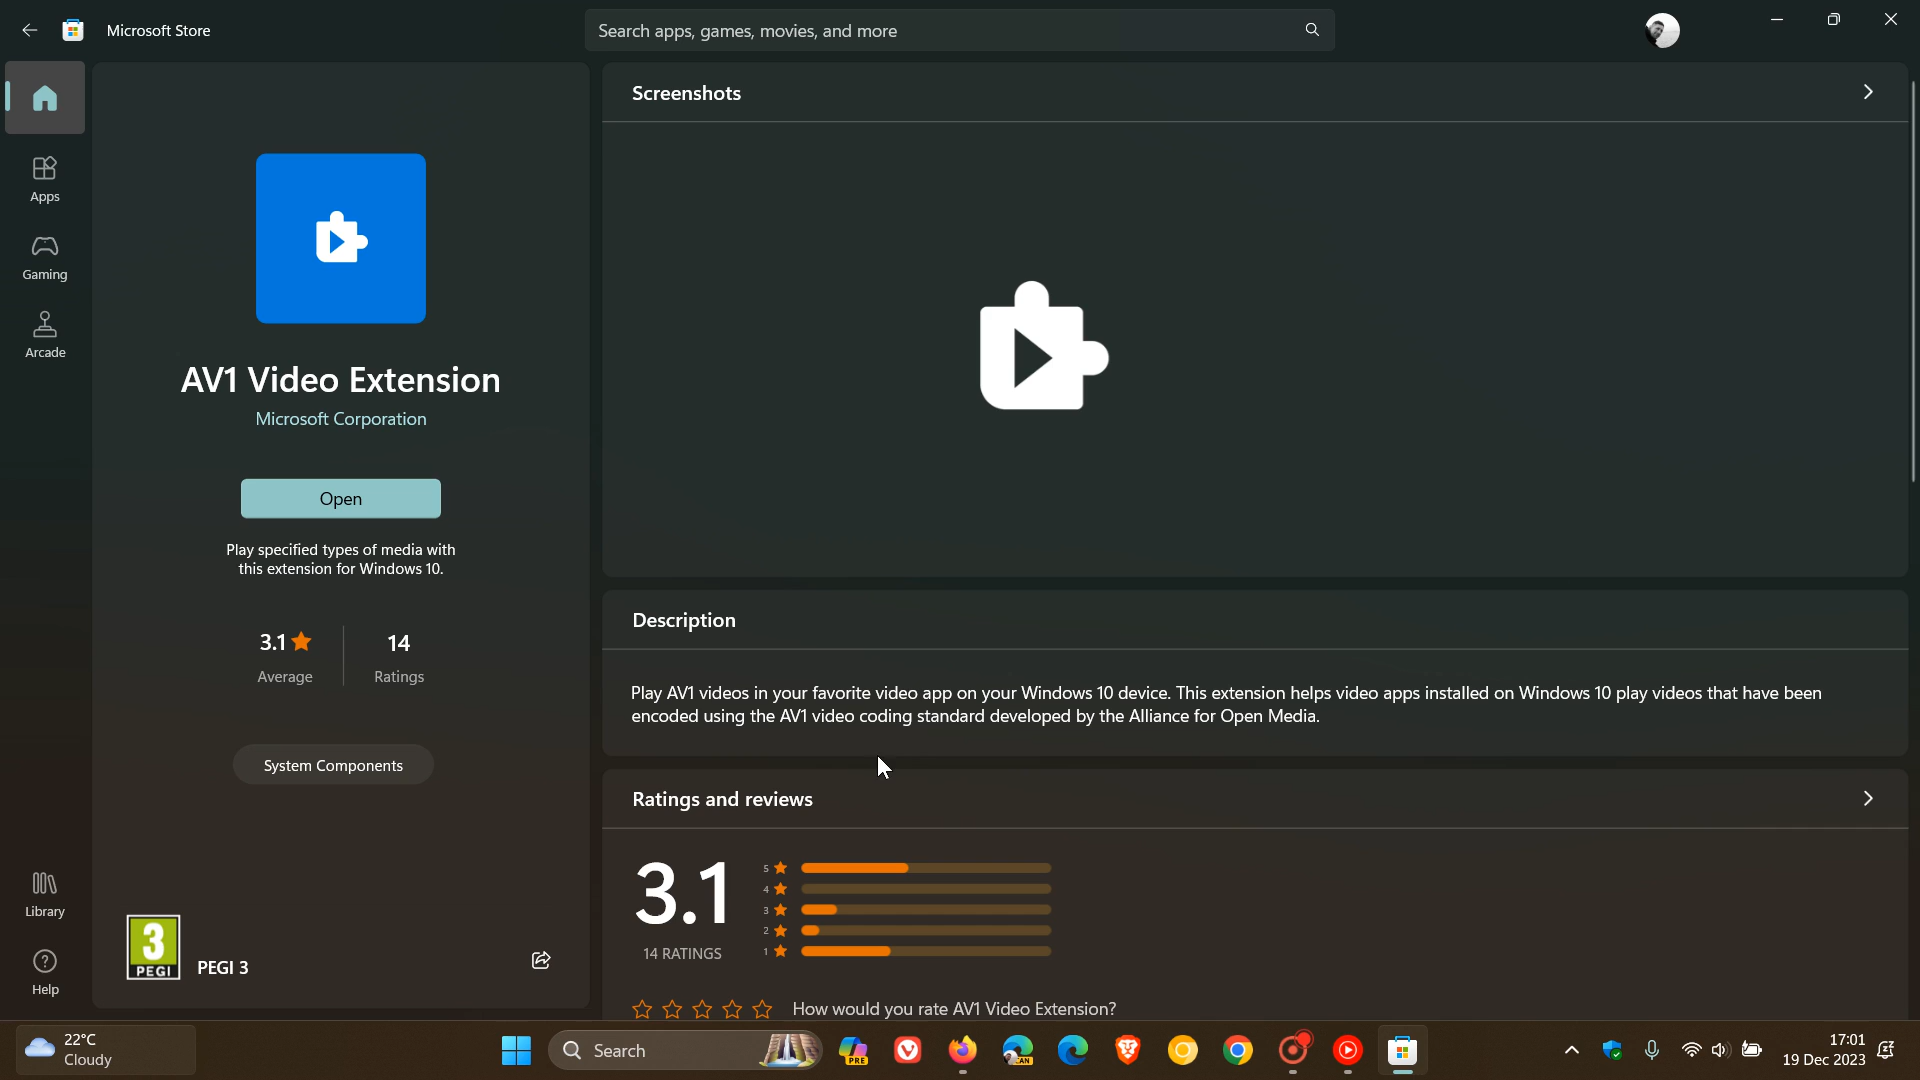 Microsoft Store
Search apps, games, movies, and more
Apps
Gaming
Arcade
Library
Help
AV1 Video Extension
Microsoft Corporation
Open
Play specified types of media with
this extension for Windows 10.
3.1
Average
14
Ratings
System Components
3
PEGI
PEGI 3
Screenshots
Description
Play AV1 videos in your favorite video app on your Windows 10 device. This extension helps video apps installed on Windows 10 play videos that have been
encoded using the AV1 video coding standard developed by the Alliance for Open Media.
Ratings and reviews
3.1
14 RATINGS
5
4
3
2
1
How would you rate AV1 Video Extension?
22°C
Cloudy
Search
PRE
CAN
17:01
19 Dec 2023